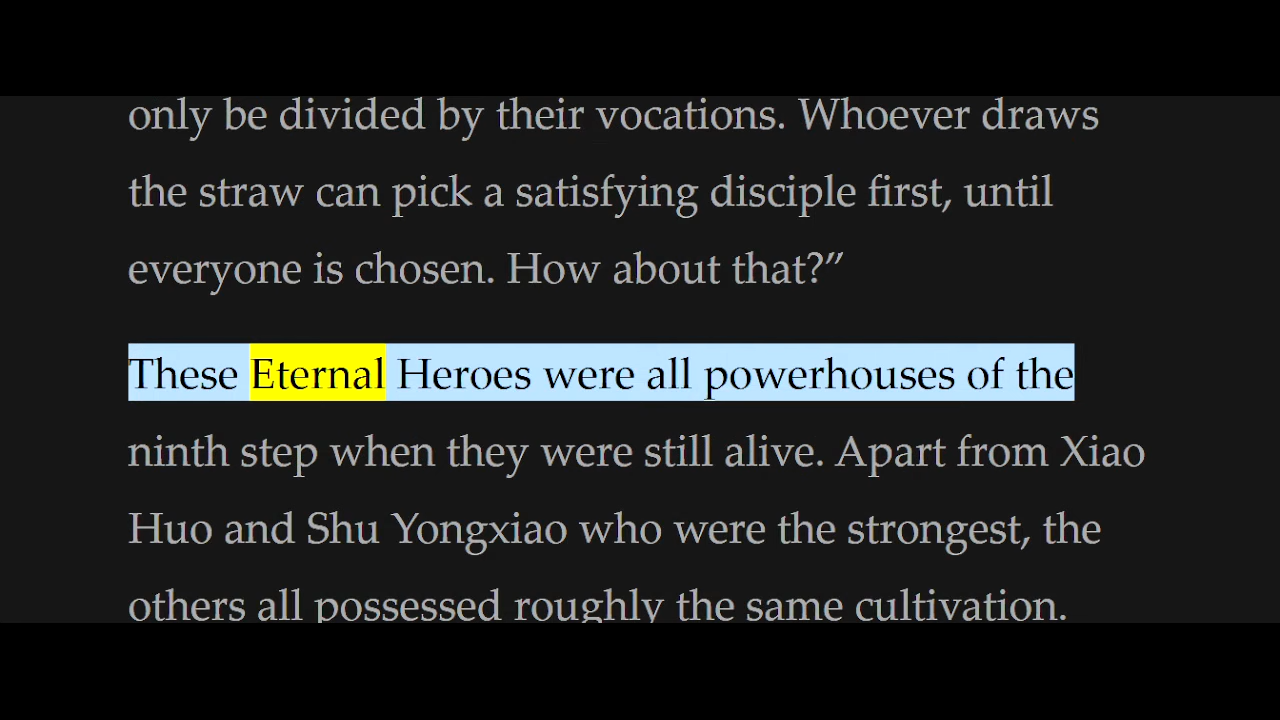 only be divided by their vocations. Whoever draws
the straw can pick a satisfying disciple first, until
everyone is chosen. How about that?”
These Eternal Heroes were all powerhouses of the
ninth step when they were still alive. Apart from Xiao
Huo and Shu Yongxiao who were the strongest, the
others all possessed roughly the same cultivation.